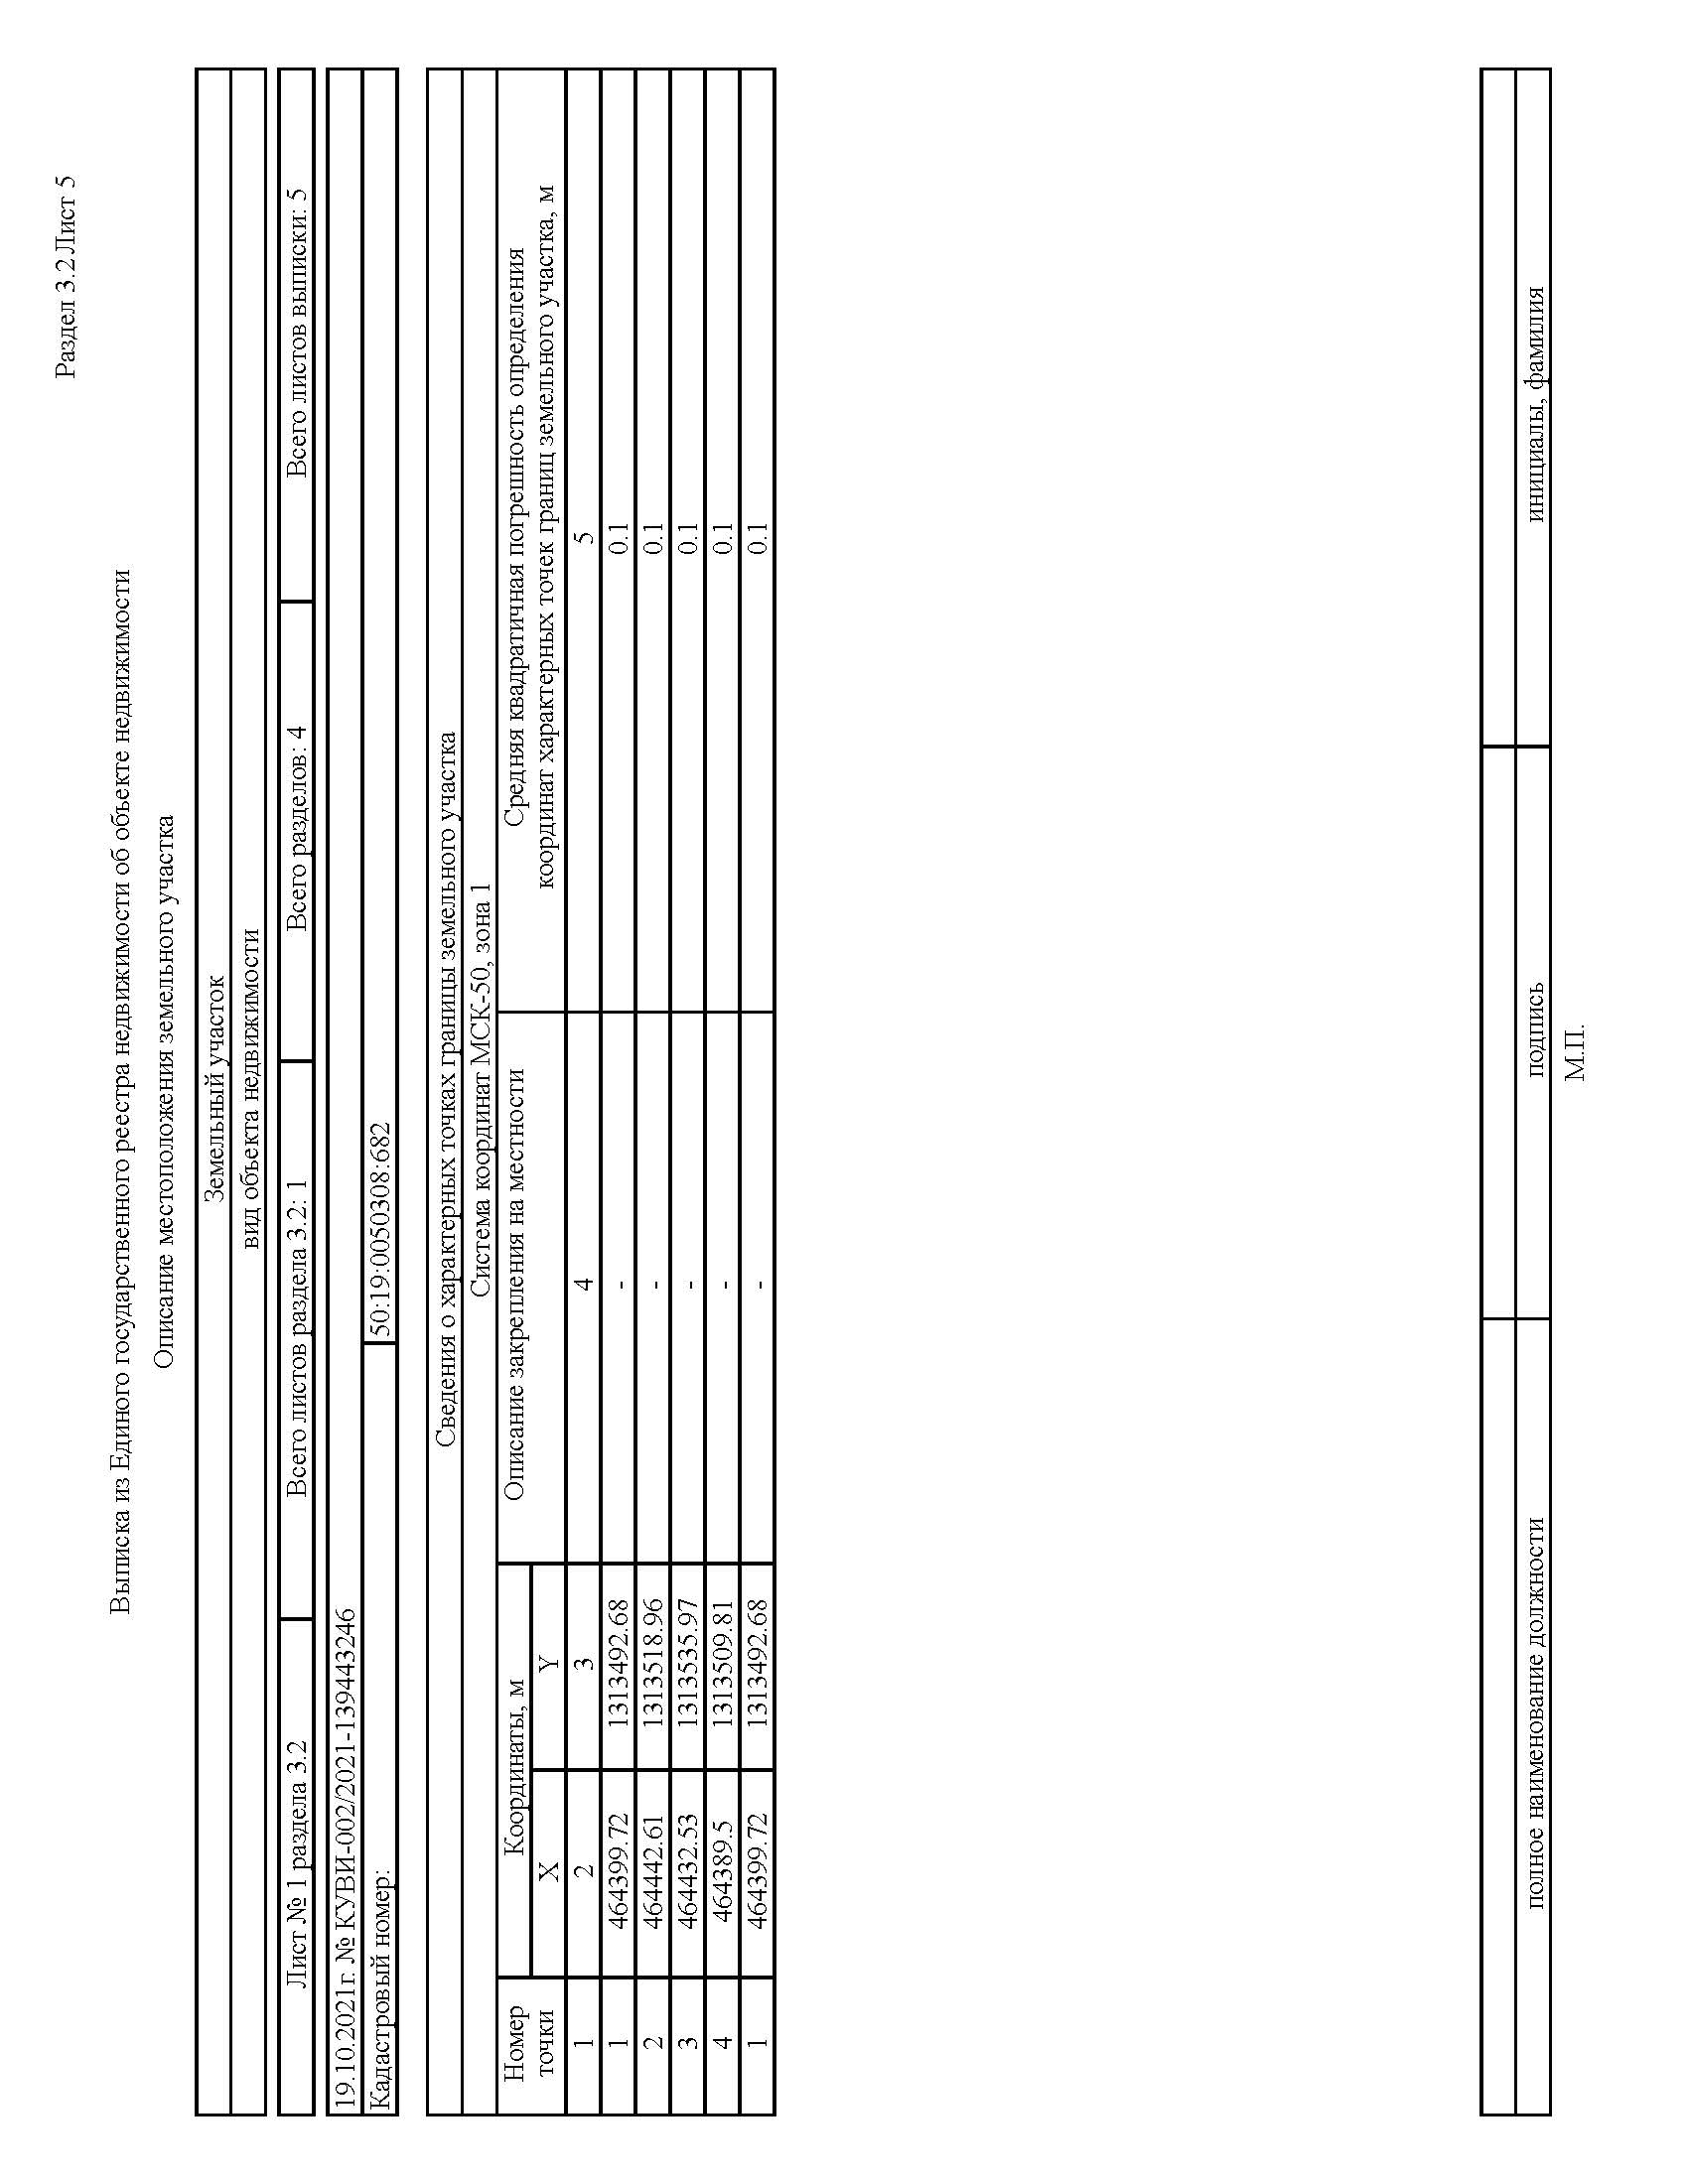 Раздел 3.2 Лист 5
Выписка из Единого государственного реестра недвижимости об объекте недвижимости
Описание местоположения земельного участка
Земельный участок
вид объекта недвижимости
Лист № 1 раздела 3.2 Всего листов раздела 3.2: 1 Всего разделов: 4 Всего листов выписки: 5
19.10.2021г. № КУВИ-002/2021-139443246
Кадастровый номер: 50:19:0050308:682
Сведения о характерных точках границы земельного участка
Система координат МСК-50, зона 1
Номер точки Координаты, м Описание закрепления на местности Средняя квадратичная погрешность определения
координат характерных точек границ земельного участка, м
X Y
1 2 3 4 5
1 464399.72 1313492.68 - 0.1
2 464442.61 1313518.96 - 0.1
3 464432.53 1313535.97 - 0.1
4 464389.5 1313509.81 - 0.1
1 464399.72 1313492.68 - 0.1
полное наименование должности подпись инициалы, фамилия
М.П.